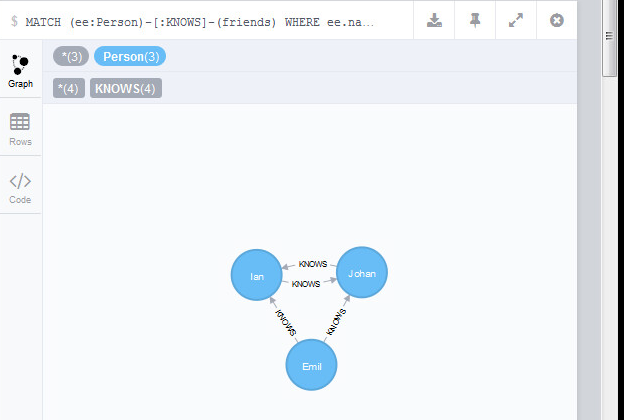 $ MATCH (ee:Person)-[:KNOWS]-(friends) WHERE ee.na…
*(3) Person(3)
Graph
*(4) KNOWS(4)
Rows
Code
KNOWS
Ian
Johan
KNOWS
KNOWS
KNOWS
Emil